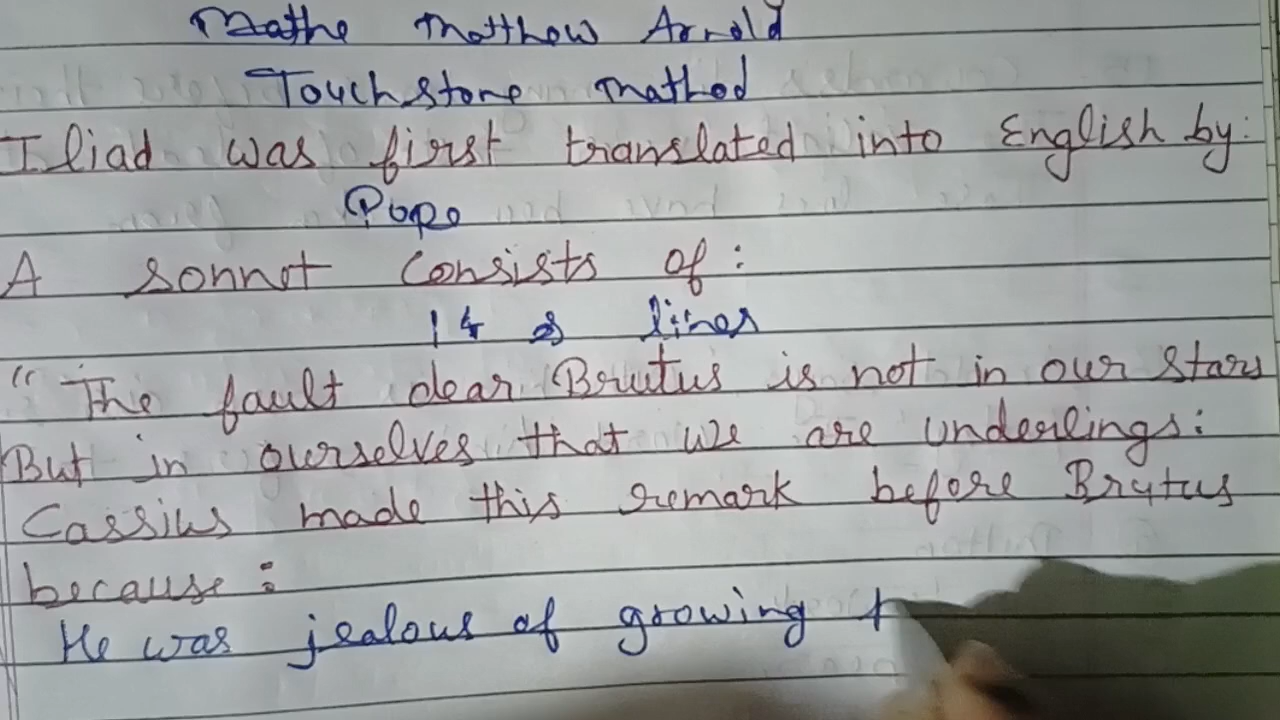 Mathe Matthow Arnold
Touchstone Mathod
Iliad was first translated into English by:
Pope
A sonnet consists of:
14 lines
"The fault dear Brutus is not in our stars
But in ourselves that we are underlings:
Cassius made this remark before Brutus
because:
He was jealous of growing